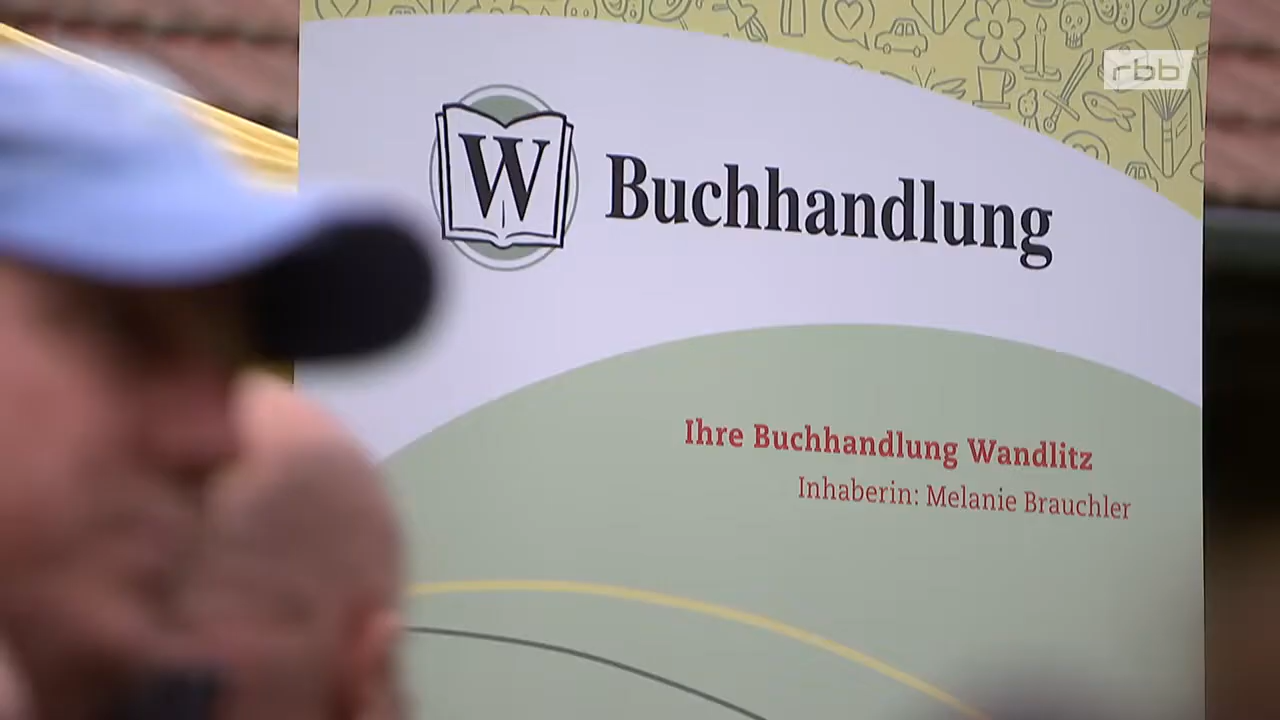 rbb
W Buchhandlung
Ihre Buchhandlung Wandlitz
Inhaberin: Melanie Brauchler